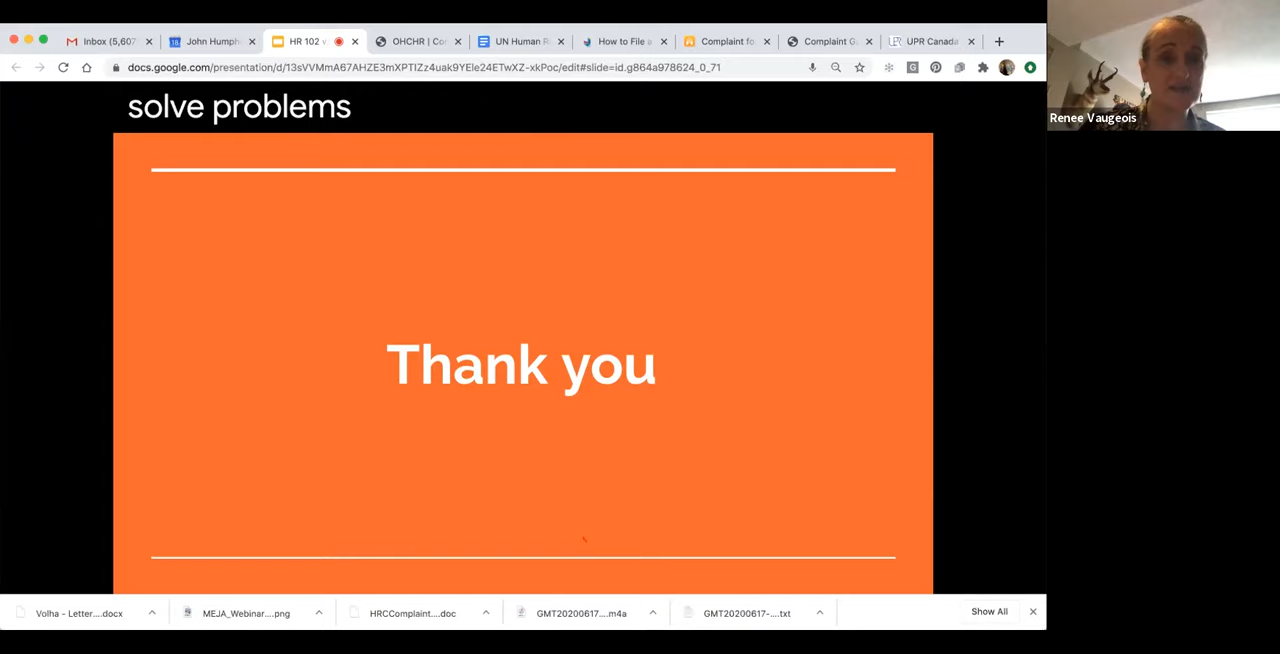 Inbox (5,607
John Humph
HR 102 v
OHCHR | Cor
UN Human R
How to File a
Complaint fo
Complaint G
UPR Canada
docs.google.com/presentation/d/13sVVMmA67AHZE3mXPTIZz4uak9YEle24ETwXZ-xkPoc/edit#slide=id.g864a978624_0_71
Renee Vaugeois
solve problems
Thank you
Volha - Letter....docx
MEJA_Webinar....png
HRCComplaint....doc
GMT20200617....m4a
GMT20200617-....txt
Show All